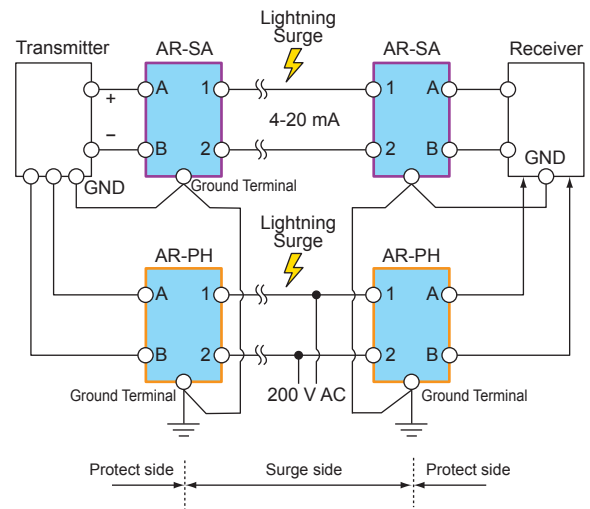 Lightning
Surge
Transmitter
AR-SA
AR-SA
Receiver
A
1
1
A
+
4-20 mA
−
B
2
2
B
GND
GND
Ground Terminal
Lightning
Surge
AR-PH
AR-PH
A
1
1
A
B
2
2
B
Ground Terminal
200 V AC
Ground Terminal
Protect side
Surge side
Protect side